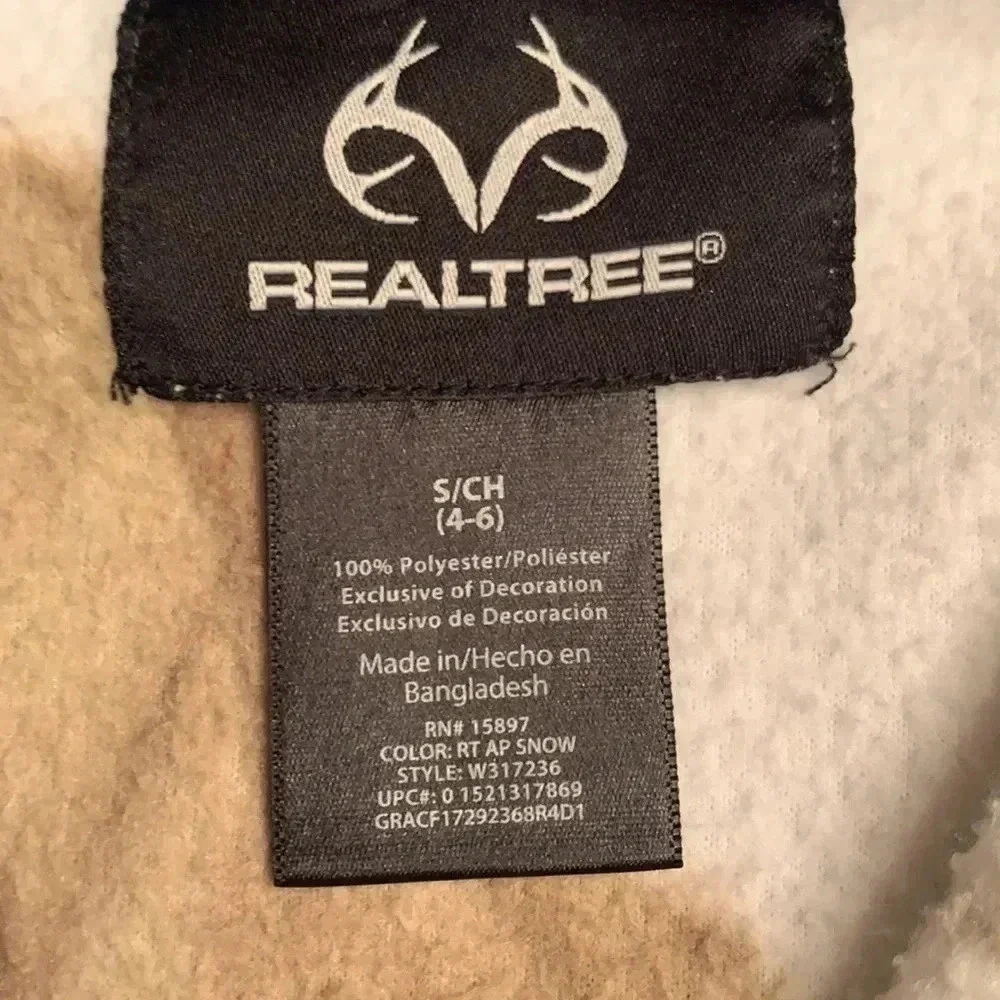 REALTREE®
S/CH
(4-6)
100% Polyester/Poliéster
Exclusive of Decoration
Exclusivo de Decoración
Made in/Hecho en
Bangladesh
RN# 15897
COLOR: RT AP SNOW
STYLE: W317236
UPC#: 0 1521317869
GRACF17292368R4D1